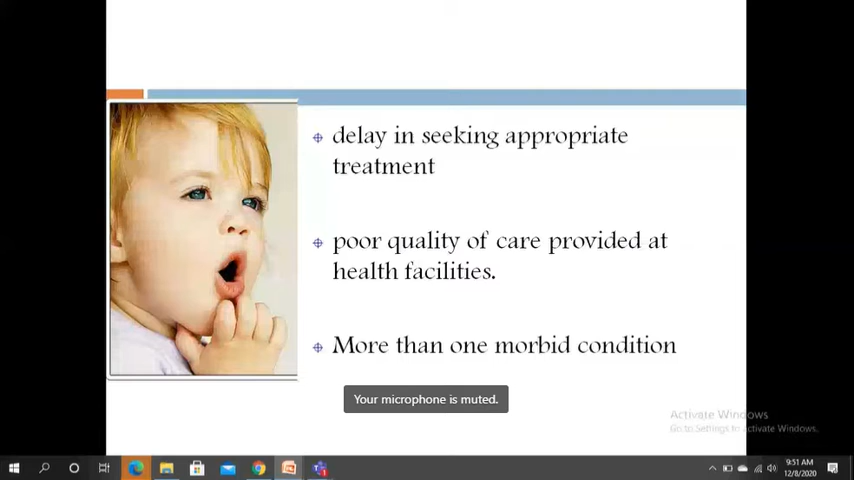 delay in seeking appropriate
treatment
poor quality of care provided at
health facilities.
More than one morbid condition
Your microphone is muted.
Activate Windows
Go to Settings to activate Windows.
9:51 AM
12/8/2020